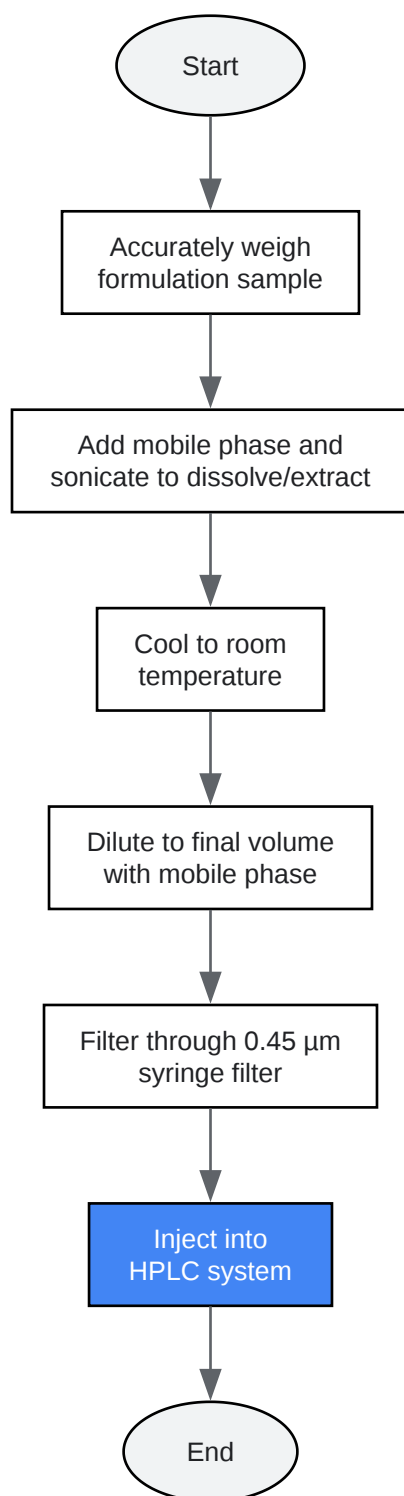 Start
Accurately weigh
formulation sample
Add mobile phase and
sonicate to dissolve/extract
Cool to room
temperature
Dilute to final volume
with mobile phase
Filter through 0.45 µm
syringe filter
Inject into
HPLC system
End